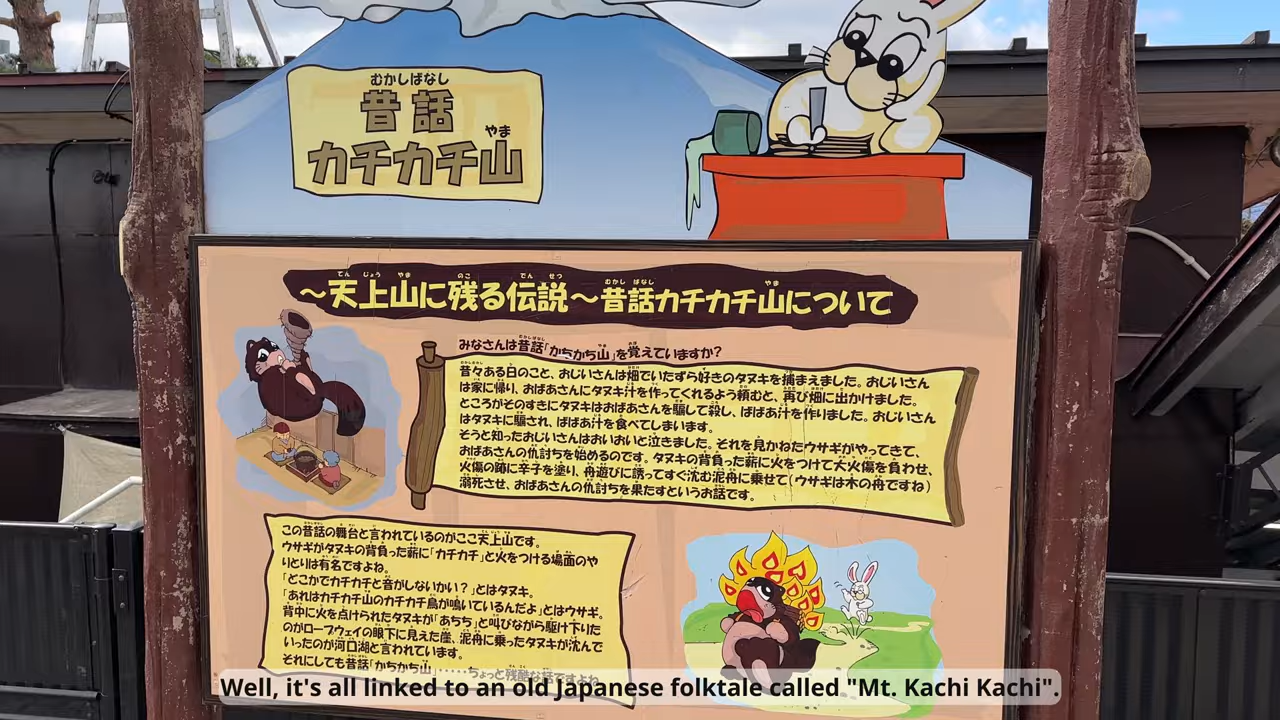 昔話
カチカチ山
～天上山に残る伝説～昔話カチカチ山について
みなさんは昔話「かちかち山」を覚えていますか？
昔々ある日のこと、おじいさんは畑でいたずら好きのタヌキを捕まえました。おじいさん
は家に帰り、おばあさんにタヌキ汁を作ってくれるよう頼むと、再び畑に出かけました。
ところがそのすきにタヌキはおばあさんを騙して殺し、ばばあ汁を作りました。おじいさん
はタヌキに騙され、ばばあ汁を食べてしまいます。
そうと知ったおじいさんはおいおいと泣きました。それを見かねたウサギがやってきて、
おばあさんの仇討ちを始めるのです。タヌキの背負った薪に火をつけて大火傷を負わせ、
火傷の跡に辛子を塗り、舟遊びに誘ってすぐ沈む泥舟に乗せて（ウサギは木の舟ですね）
溺死させ、おばあさんの仇討ちを果たすというお話です。
この昔話の舞台と言われているのがここ天上山です。
ウサギがタヌキの背負った薪に「カチカチ」と火をつける場面のや
りとりは有名ですよね。
「どこかでカチカチと音がしないかい？」とはタヌキ。
「あれはカチカチ山のカチカチ鳥が鳴いているんだよ」とはウサギ。
背中に火を点けられたタヌキが「あちち」と叫びながら駆け下りた
のがロープウェイの眼下に見えた崖、泥舟に乗ったタヌキが沈んで
いったのが河口湖と言われています。
それにしても昔話「かちかち山」‥‥‥ちょっと残酷な話ですよね
Well, it's all linked to an old Japanese folktale called "Mt. Kachi Kachi".